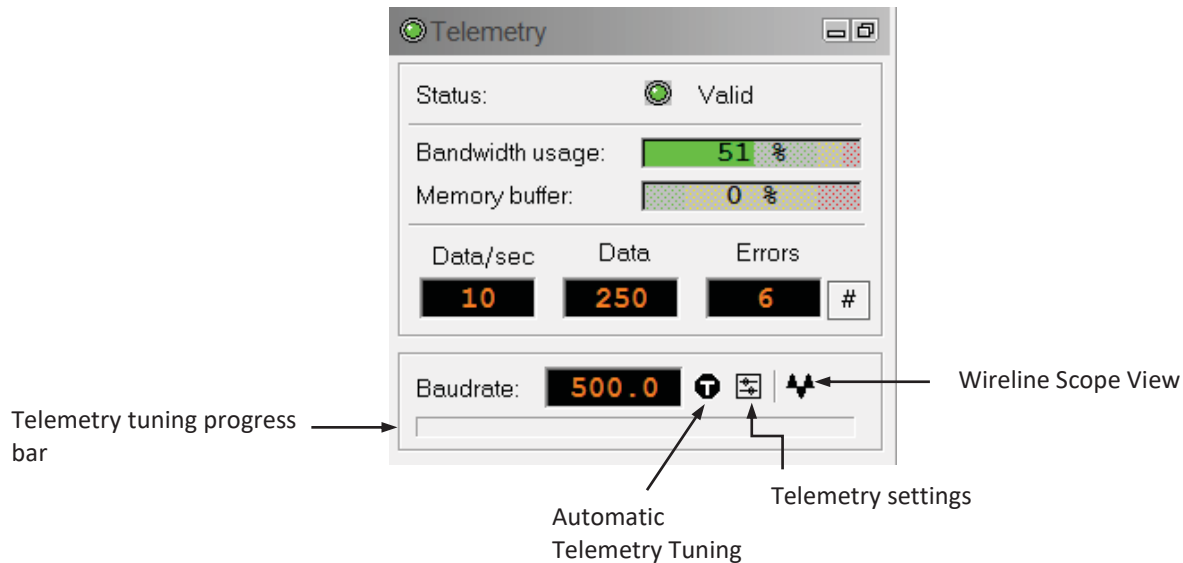 Telemetry
Status: Valid
Bandwidth usage: 51 %
Memory buffer: 0 %
Data/sec Data Errors
10 250 6 #
Baudrate: 500.0 T
Wireline Scope View
Telemetry tuning progress
bar
Telemetry settings
Automatic
Telemetry Tuning